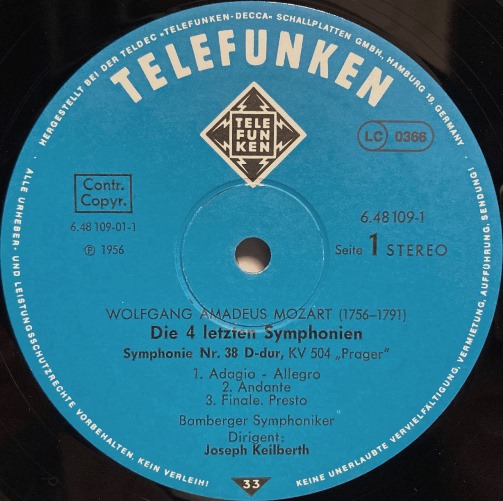 HERGESTELLT BEI DER TELDEC »TELEFUNKEN-DECCA« SCHALLPLATTEN GMBH., HAMBURG 19, GERMANY
TELEFUNKEN
TELE
FUN
KEN
LC 0366
Contr.
Copyr.
6.48 109-01-1
℗ 1956
6.48 109-1
Seite 1 STEREO
WOLFGANG AMADEUS MOZART (1756–1791)
Die 4 letzten Symphonien
Symphonie Nr. 38 D-dur, KV 504 „Prager"
1. Adagio - Allegro
2. Andante
3. Finale. Presto
Bamberger Symphoniker
Dirigent:
Joseph Keilberth
33
ALLE URHEBER- UND LEISTUNGSSCHUTZRECHTE VORBEHALTEN. KEIN VERLEIH!
KEINE UNERLAUBTE VERVIELFÄLTIGUNG, VERMIETUNG, AUFFÜHRUNG, SENDUNG!